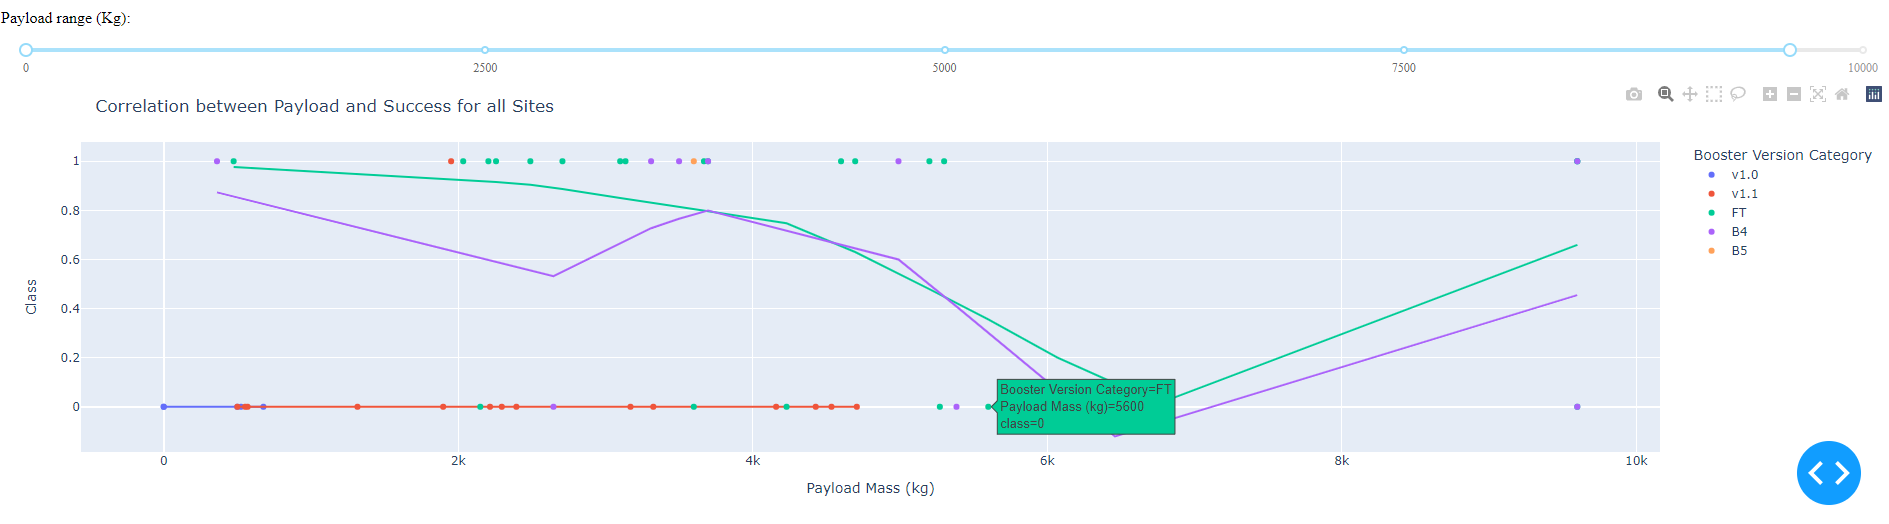 Payload range (Kg):
0 2500 5000 7500 10000
Correlation between Payload and Success for all Sites
1
0.8
0.6
0.4
0.2
0
Class
Booster Version Category=FT
Payload Mass (kg)=5600
class=0
0 2k 4k 6k 8k 10k
Payload Mass (kg)
Booster Version Category
v1.0
v1.1
FT
B4
B5